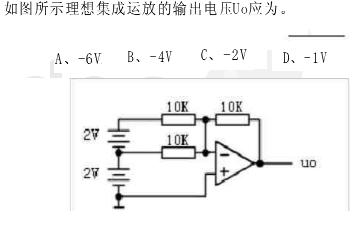 如图所示理想集成运放的输出电压Uo应为。
A、-6V B、-4V C、-2V D、-1V
10K 10K
2V 10K
2V uo